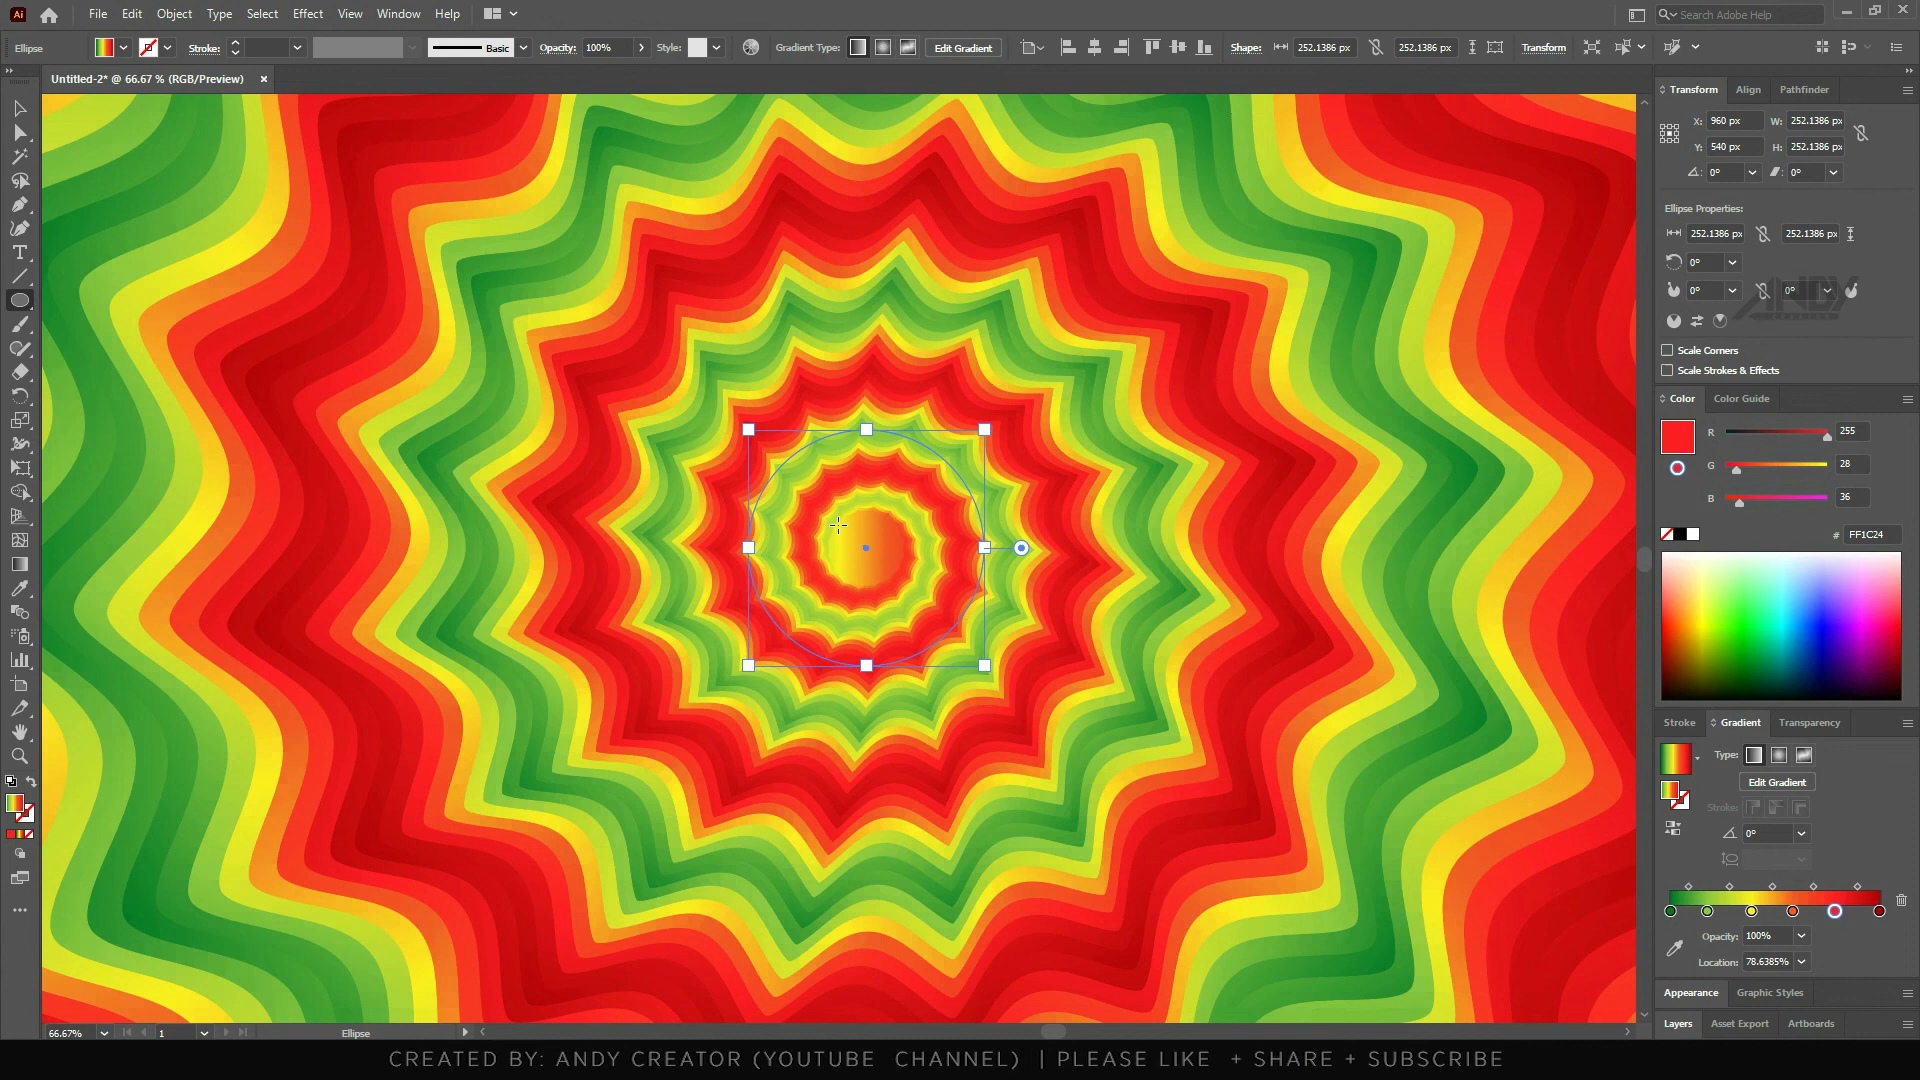 Ai File Edit Object Type Select Effect View Window Help Search Adobe Help
Ellipse Stroke: Basic Opacity: 100% Style: Gradient Type: Edit Gradient Shape: 252.1386 px 252.1386 px Transform
Untitled-2* @ 66.67 % (RGB/Preview)
Transform Align Pathfinder
X: 960 px W: 252.1386 px
Y: 540 px H: 252.1386 px
0° 0°
Ellipse Properties:
252.1386 px 252.1386 px
0°
0° 0°
ANDY
Scale Corners
Scale Strokes & Effects
Color Color Guide
R 255
G 28
B 36
# FF1C24
Stroke Gradient Transparency
Type:
Edit Gradient
Stroke:
0°
Opacity: 100%
Location: 78.6385%
Appearance Graphic Styles
Layers Asset Export Artboards
66.67% 1 Ellipse
CREATED BY: ANDY CREATOR (YOUTUBE CHANNEL) | PLEASE LIKE + SHARE + SUBSCRIBE